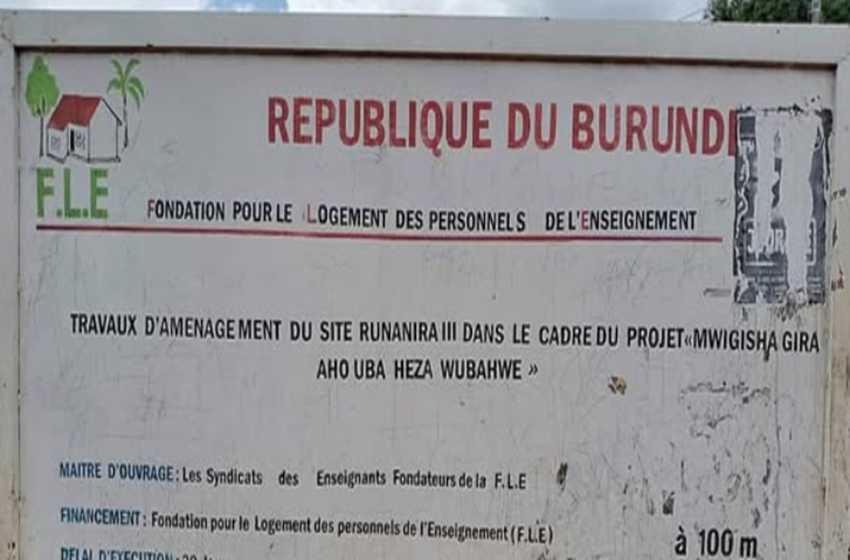 REPUBLIQUE DU BURUNDI
F.L.E
FONDATION POUR LE LOGEMENT DES PERSONNELS DE L'ENSEIGNEMENT
TRAVAUX D'AMENAGEMENT DU SITE RUNANIRA III DANS LE CADRE DU PROJET «MWIGISHA GIRA
AHO UBA HEZA WUBAHWE »
MAITRE D'OUVRAGE : Les Syndicats des Enseignants Fondateurs de la F.L.E
FINANCEMENT : Fondation pour le Logement des personnels de l'Enseignement (F.L.E)
à 100 m
DELAI D'EXECUTION :